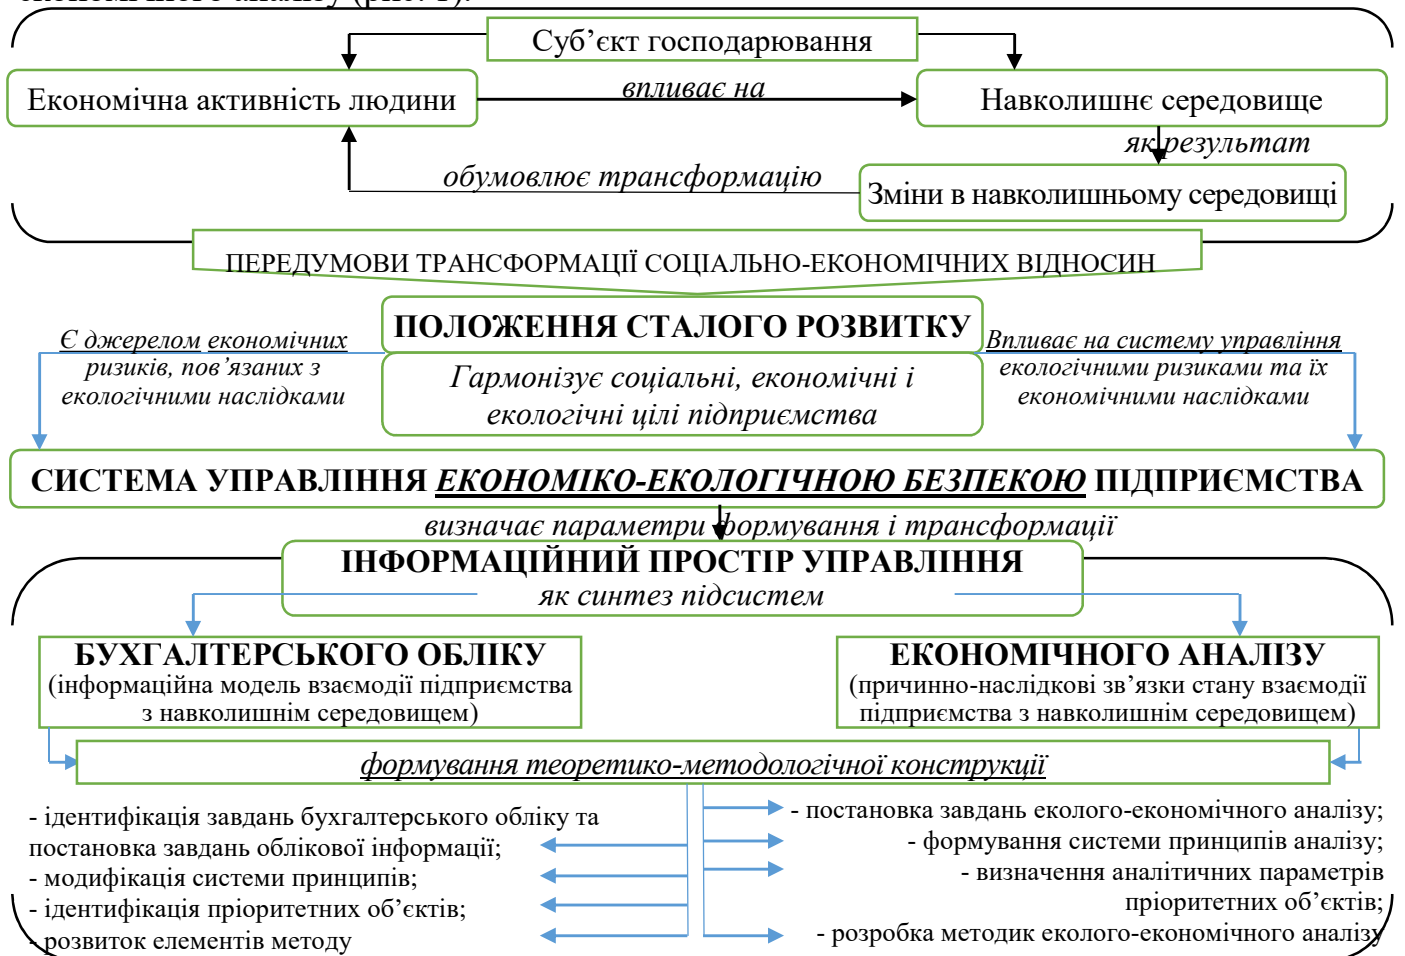 економічного аналізу (рис. 1).
Суб’єкт господарювання
Економічна активність людини
впливає на
Навколишнє середовище
як результат
обумовлює трансформацію
Зміни в навколишньому середовищі
ПЕРЕДУМОВИ ТРАНСФОРМАЦІЇ СОЦІАЛЬНО-ЕКОНОМІЧНИХ ВІДНОСИН
ПОЛОЖЕННЯ СТАЛОГО РОЗВИТКУ
Є джерелом економічних
ризиків, пов’язаних з
екологічними наслідками
Гармонізує соціальні, економічні і
екологічні цілі підприємства
Впливає на систему управління
екологічними ризиками та їх
економічними наслідками
СИСТЕМА УПРАВЛІННЯ ЕКОНОМІКО-ЕКОЛОГІЧНОЮ БЕЗПЕКОЮ ПІДПРИЄМСТВА
визначає параметри формування і трансформації
ІНФОРМАЦІЙНИЙ ПРОСТІР УПРАВЛІННЯ
як синтез підсистем
БУХГАЛТЕРСЬКОГО ОБЛІКУ
(інформаційна модель взаємодії підприємства
з навколишнім середовищем)
ЕКОНОМІЧНОГО АНАЛІЗУ
(причинно-наслідкові зв’язки стану взаємодії
підприємства з навколишнім середовищем)
формування теоретико-методологічної конструкції
- ідентифікація завдань бухгалтерського обліку та
постановка завдань облікової інформації;
- модифікація системи принципів;
- ідентифікація пріоритетних об’єктів;
- розвиток елементів методу
- постановка завдань еколого-економічного аналізу;
- формування системи принципів аналізу;
- визначення аналітичних параметрів
пріоритетних об’єктів;
- розробка методик еколого-економічного аналізу